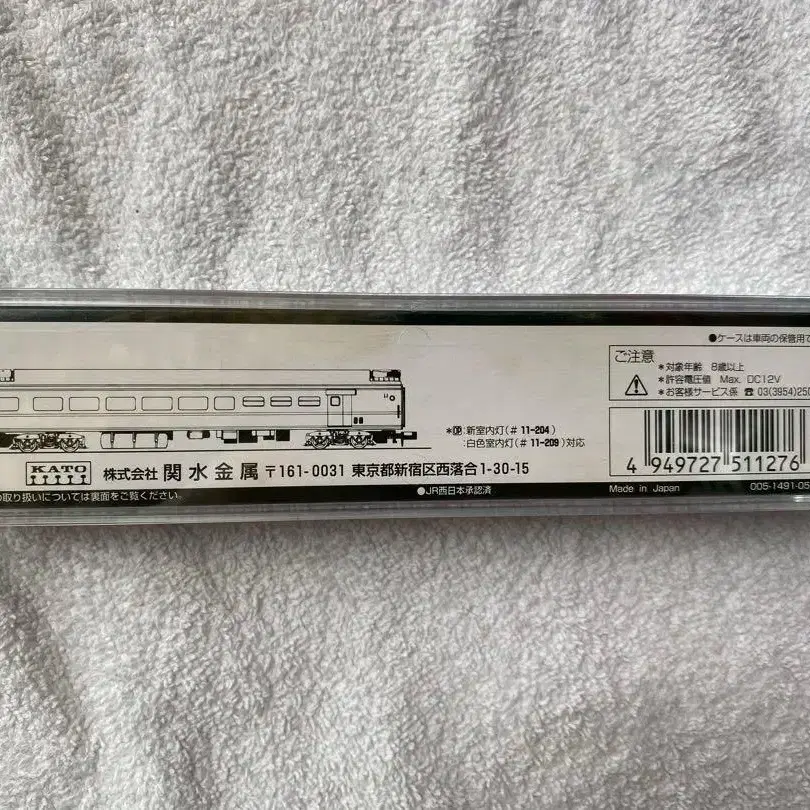 ●ケースは車両の保管用で
ご注意
＊対象年齢 8歳以上
＊許容電圧値 Max. DC12V
＊お客様サービス係 ☎ 03(3954)250
＊OP:新室内灯(♯11-204)
:白色室内灯(♯11-209)対応
KATO 株式会社 関水金属 〒161-0031 東京都新宿区西落合1-30-15
4 949727 511276
の取り扱いについては裏面をご覧ください。
●JR西日本承認済
Made in Japan
005-1491-05